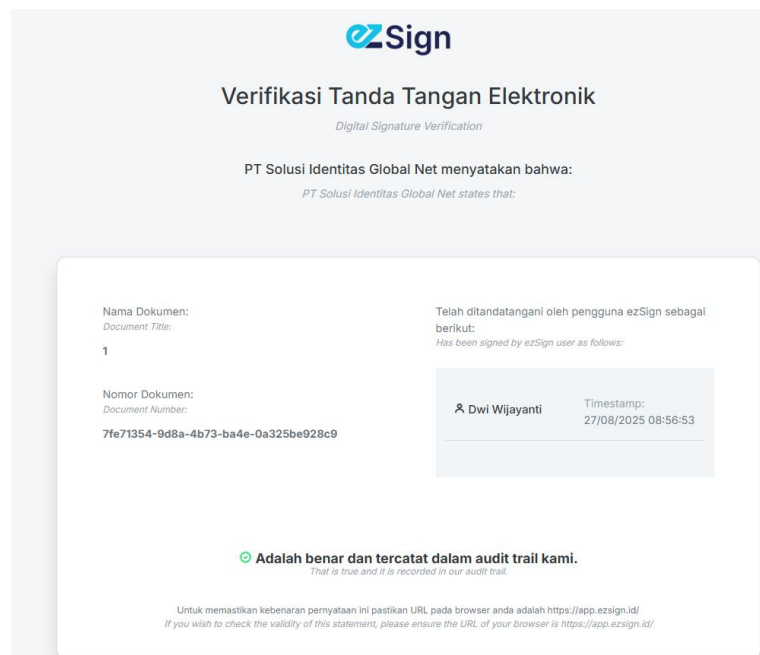 ezSign
Verifikasi Tanda Tangan Elektronik
Digital Signature Verification
PT Solusi Identitas Global Net menyatakan bahwa:
PT Solusi Identitas Global Net states that:
Nama Dokumen:
Document Title:
1
Nomor Dokumen:
Document Number:
7fe71354-9d8a-4b73-ba4e-0a325be928c9
Telah ditandatangani oleh pengguna ezSign sebagai
berikut:
Has been signed by ezSign user as follows:
Dwi Wijayanti
Timestamp:
27/08/2025 08:56:53
Adalah benar dan tercatat dalam audit trail kami.
That is true and it is recorded in our audit trail.
Untuk memastikan kebenaran pernyataan ini pastikan URL pada browser anda adalah https://app.ezsign.id/
If you wish to check the validity of this statement, please ensure the URL of your browser is https://app.ezsign.id/